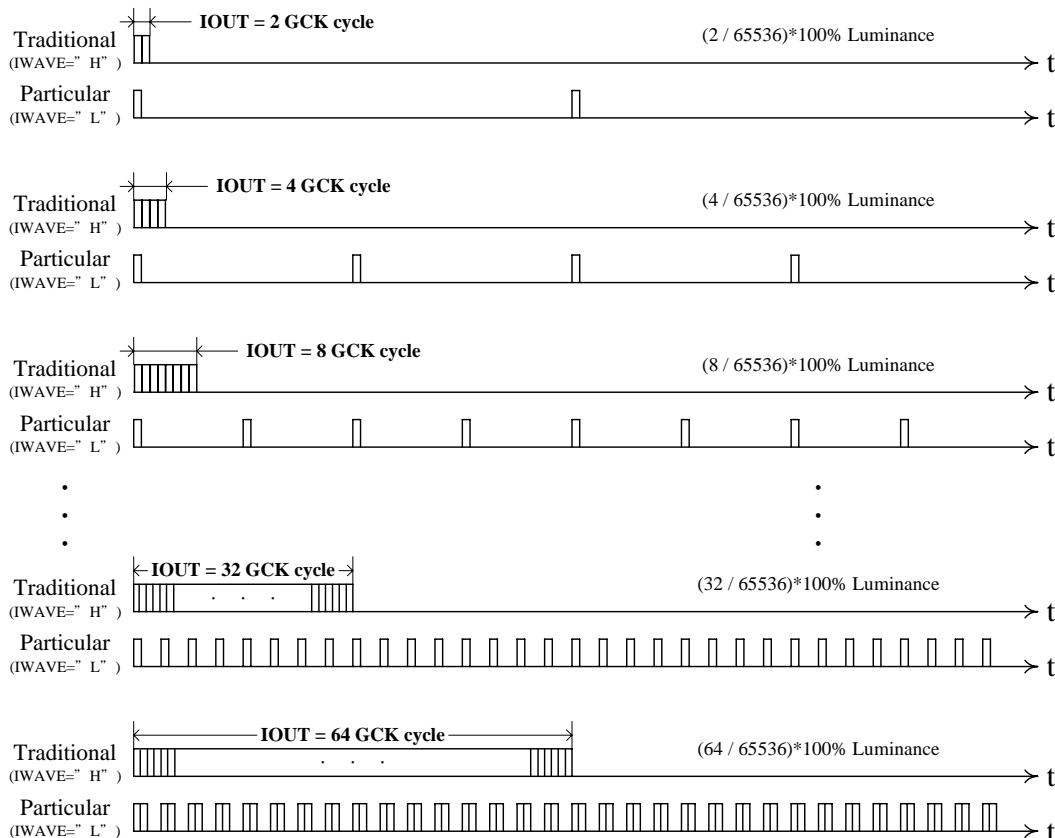 IOUT = 2 GCK cycle
(2 / 65536)*100% Luminance
Traditional
(IWAVE=”H”)
t
Particular
(IWAVE=”L”)
t
IOUT = 4 GCK cycle
(4 / 65536)*100% Luminance
Traditional
(IWAVE=”H”)
t
Particular
(IWAVE=”L”)
t
IOUT = 8 GCK cycle
(8 / 65536)*100% Luminance
Traditional
(IWAVE=”H”)
t
Particular
(IWAVE=”L”)
t
IOUT = 32 GCK cycle
(32 / 65536)*100% Luminance
Traditional
(IWAVE=”H”)
t
Particular
(IWAVE=”L”)
t
IOUT = 64 GCK cycle
(64 / 65536)*100% Luminance
Traditional
(IWAVE=”H”)
t
Particular
(IWAVE=”L”)
t